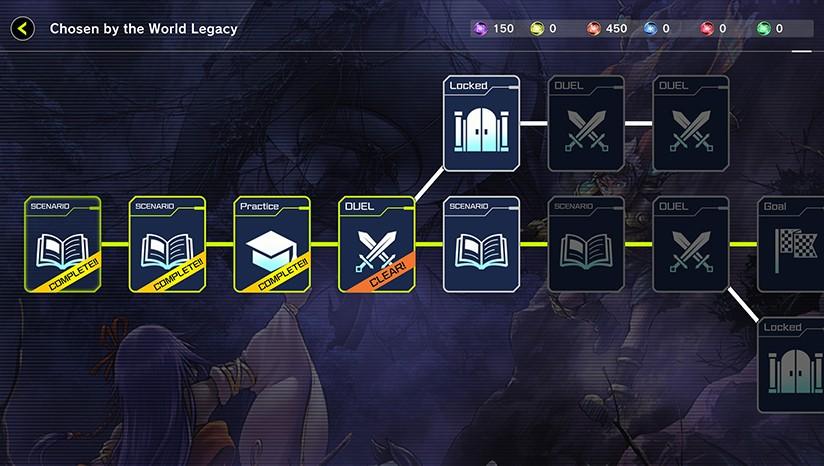 Chosen by the World Legacy
150 0 450 0 0 0
Locked DUEL DUEL
SCENARIO SCENARIO Practice DUEL SCENARIO SCENARIO DUEL Goal
COMPLETE!! COMPLETE!! COMPLETE!! CLEAR!
Locked